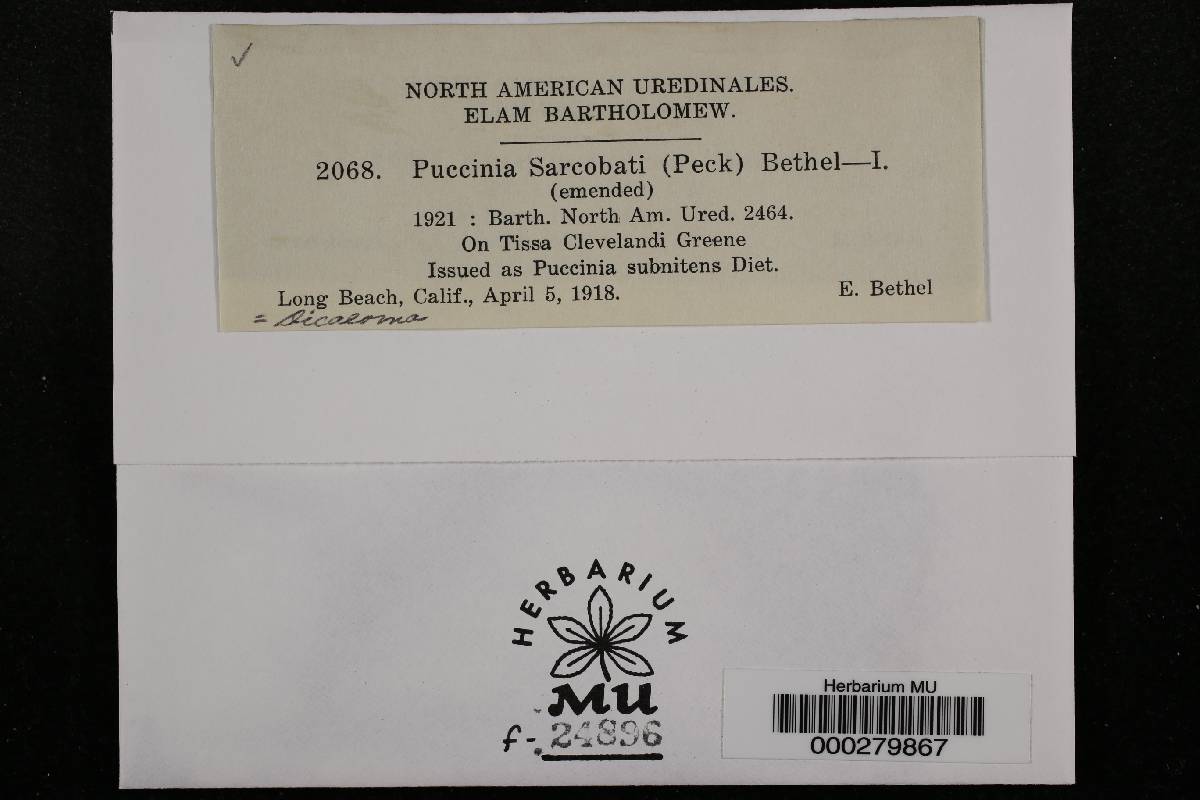 NORTH AMERICAN UREDINALES.
ELAM BARTHOLOMEW.
2068. Puccinia Sarcobati (Peck) Bethel—I.
(emended)
1921 : Barth. North Am. Ured. 2464.
On Tissa Clevelandi Greene
Issued as Puccinia subnitens Diet.
Long Beach, Calif., April 5, 1918. E. Bethel
= Dicaeoma
HERBARIUM
MU
f-24896
Herbarium MU
000279867